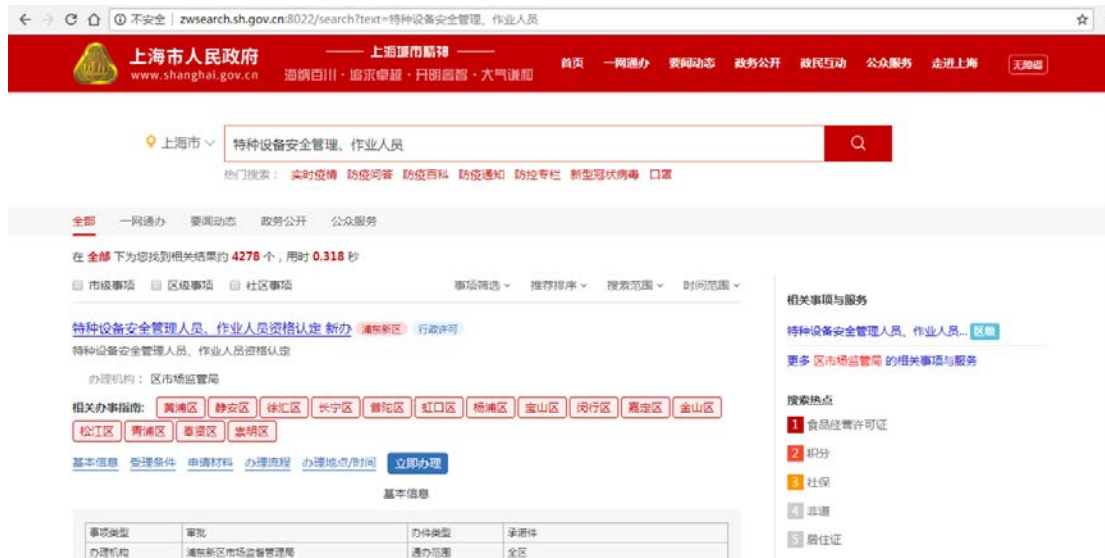 不安全 | zwsearch.sh.gov.cn:8022/search?text=特种设备安全管理、作业人员
上海市人民政府
www.shanghai.gov.cn
上海城市精神
海纳百川·追求卓越·开明睿智·大气谦和
首页 一网通办 要闻动态 政务公开 政民互动 公众服务 走进上海 无障碍
上海市 特种设备安全管理、作业人员
热门搜索： 实时疫情 防疫问答 防疫百科 防疫通知 防控专栏 新型冠状病毒 口罩
全部 一网通办 要闻动态 政务公开 公众服务
在 全部 下为您找到相关结果约 4278 个，用时 0.318 秒
市级事项 区级事项 社区事项 事项筛选 推荐排序 搜索范围 时间范围
特种设备安全管理人员、作业人员资格认定 新办 浦东新区 行政许可
特种设备安全管理人员、作业人员资格认定
办理机构： 区市场监管局
相关办事指南: 黄浦区 静安区 徐汇区 长宁区 普陀区 虹口区 杨浦区 宝山区 闵行区 嘉定区 金山区
松江区 青浦区 奉贤区 崇明区
基本信息 受理条件 申请材料 办理流程 办理地点/时间 立即办理
基本信息
事项类型 审批 办件类型 承诺件
办理机构 浦东新区市场监督管理局 通办范围 全区
相关事项与服务
特种设备安全管理人员、作业人员... 区级
更多 区市场监管局 的相关事项与服务
搜索热点
1 食品经营许可证
2 积分
3 社保
4 非遗
5 居住证